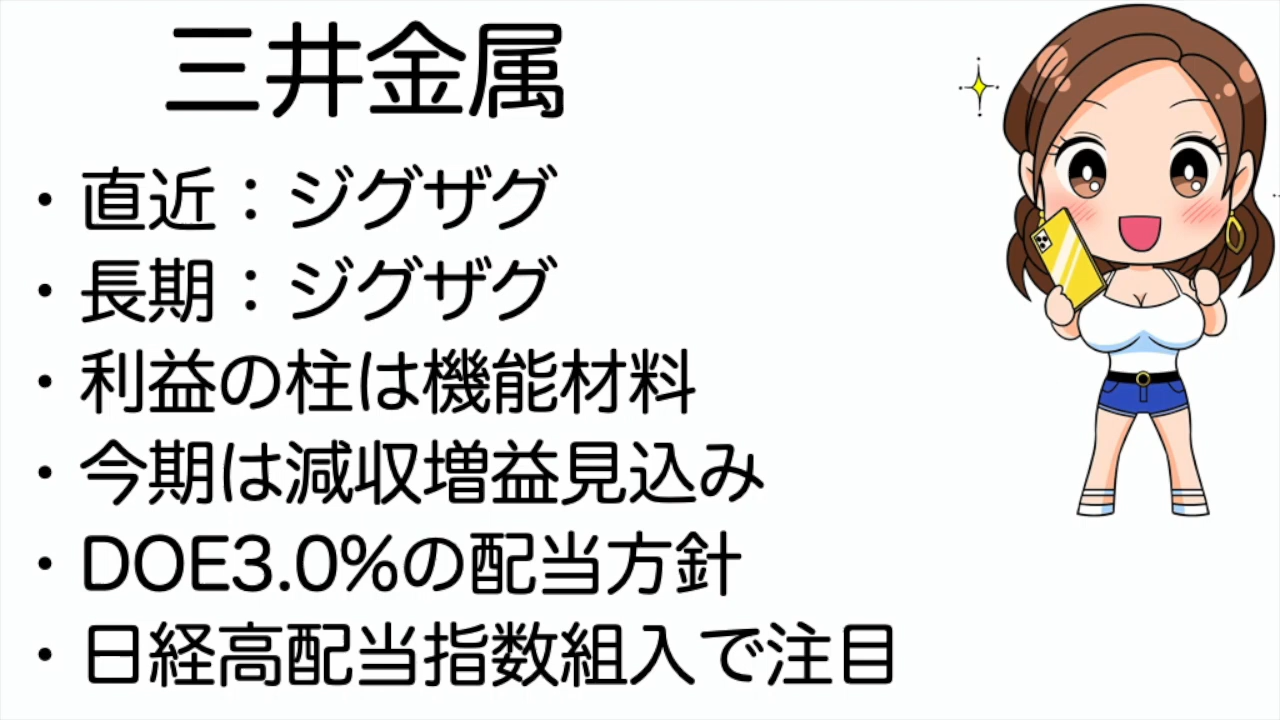 三井金属
・直近：ジグザグ
・長期：ジグザグ
・利益の柱は機能材料
・今期は減収増益見込み
・DOE3.0%の配当方針
・日経高配当指数組入で注目